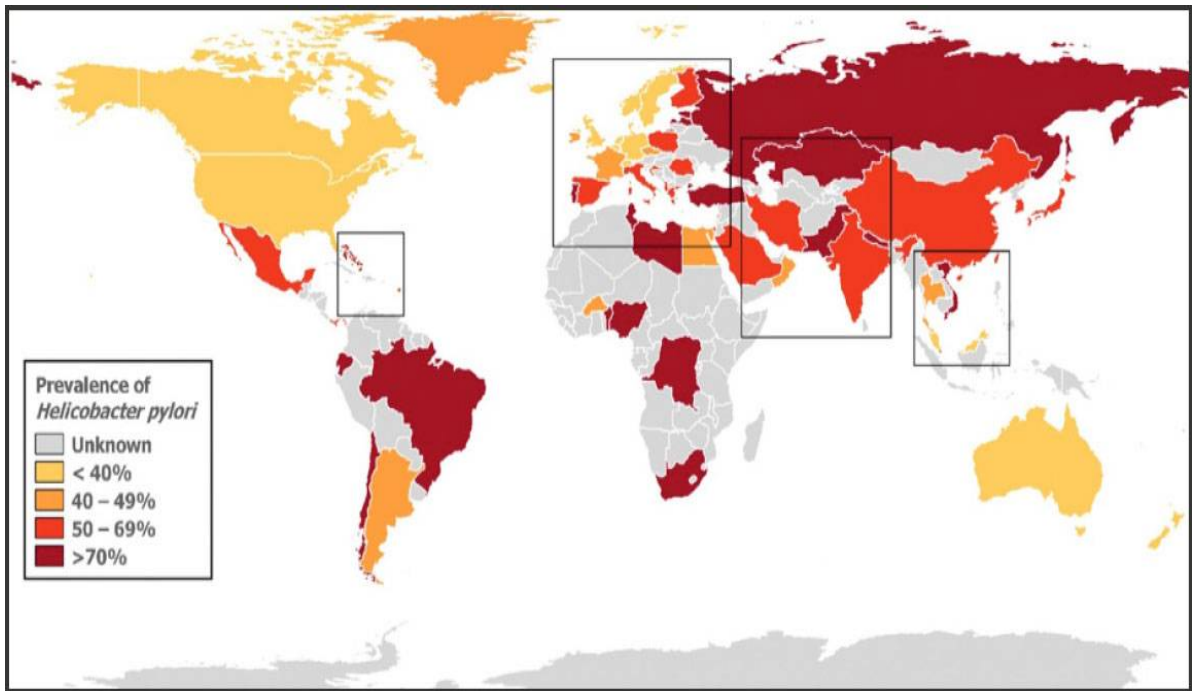 Prevalence of
Helicobacter pylori
Unknown
< 40%
40 – 49%
50 – 69%
>70%